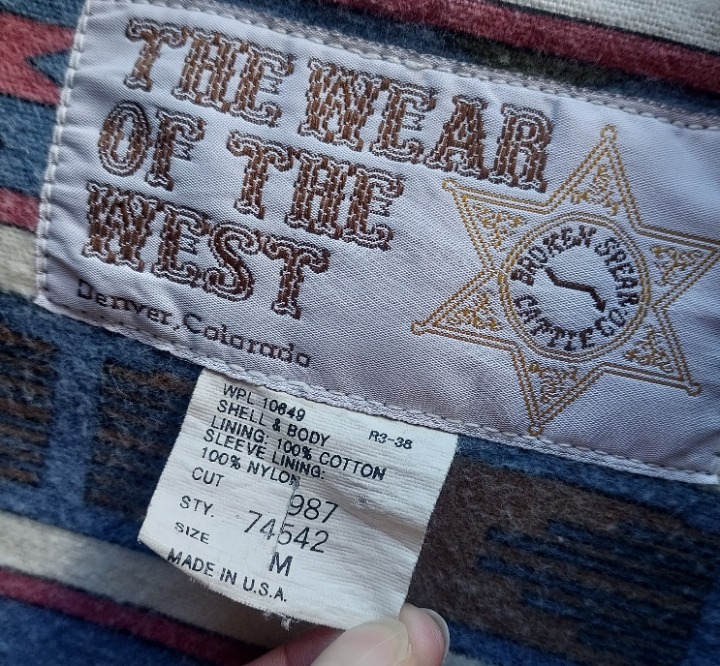 THE WEAR
OF THE
WEST
Denver, Colorado
BROKEN SPEAR
CATTLE CO.
WPL 10649
R3-38
SHELL & BODY
LINING: 100% COTTON
SLEEVE LINING:
100% NYLON
CUT 987
STY. 74542
SIZE M
MADE IN U.S.A.